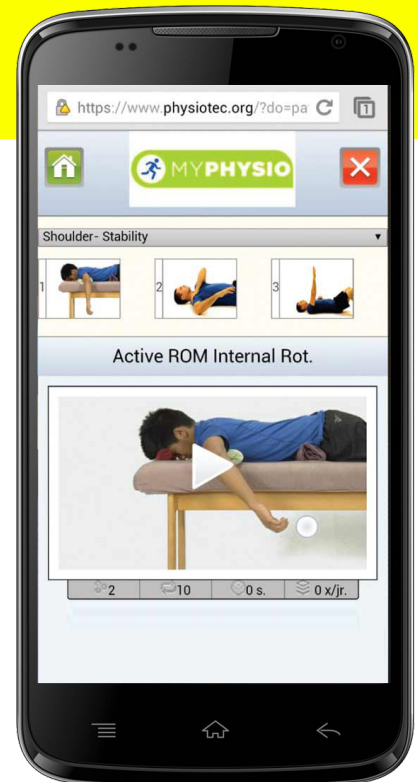 https://www.physiotec.org/?do=pa
1
MYPHYSIO
Shoulder- Stability
1
2
3
Active ROM Internal Rot.
2
10
0 s.
0 x/jr.